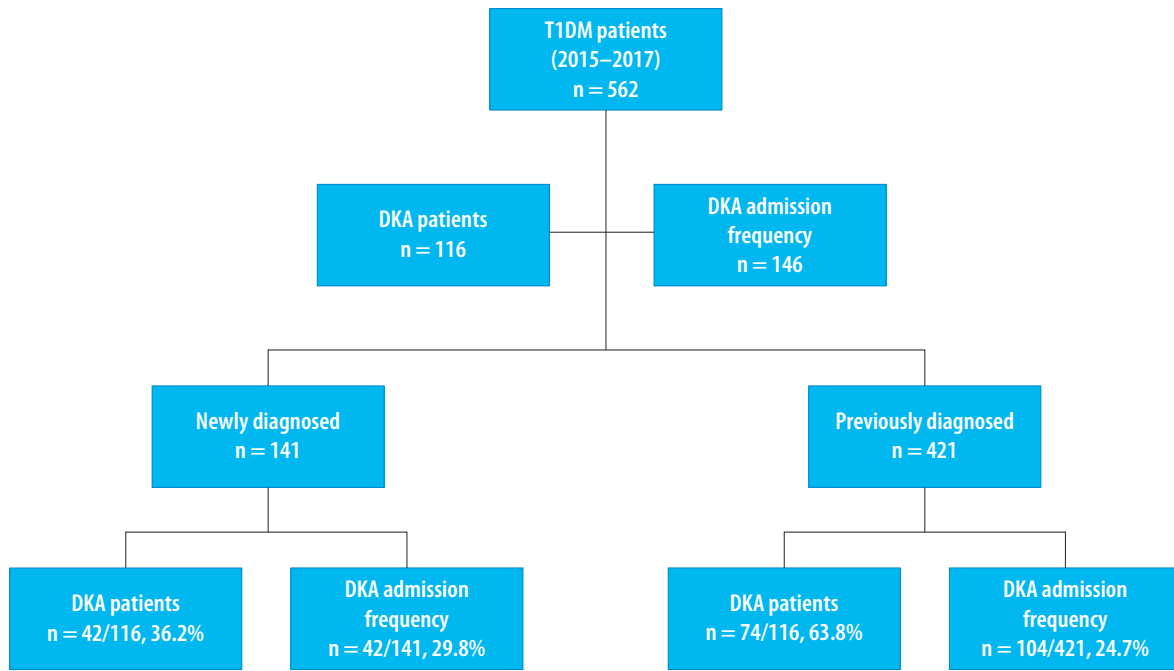 T1DM patients
(2015–2017)
n = 562
DKA patients
n = 116
DKA admission
frequency
n = 146
Newly diagnosed
n = 141
Previously diagnosed
n = 421
DKA patients
n = 42/116, 36.2%
DKA admission
frequency
n = 42/141, 29.8%
DKA patients
n = 74/116, 63.8%
DKA admission
frequency
n = 104/421, 24.7%